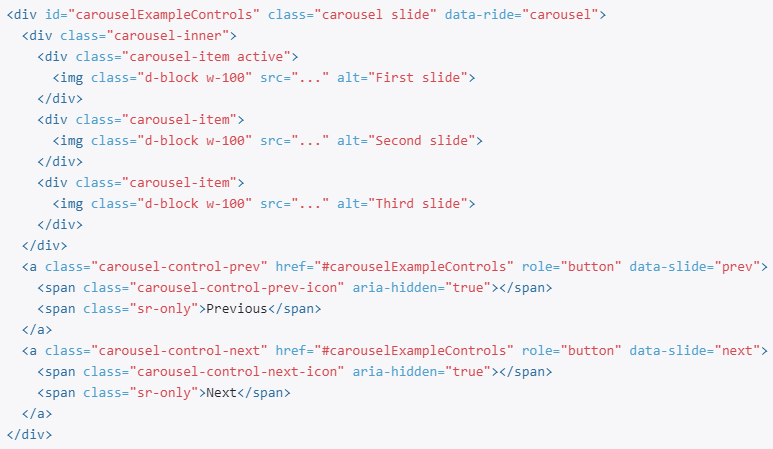 <div id="carouselExampleControls" class="carousel slide" data-ride="carousel">
  <div class="carousel-inner">
    <div class="carousel-item active">
      <img class="d-block w-100" src="..." alt="First slide">
    </div>
    <div class="carousel-item">
      <img class="d-block w-100" src="..." alt="Second slide">
    </div>
    <div class="carousel-item">
      <img class="d-block w-100" src="..." alt="Third slide">
    </div>
  </div>
  <a class="carousel-control-prev" href="#carouselExampleControls" role="button" data-slide="prev">
    <span class="carousel-control-prev-icon" aria-hidden="true"></span>
    <span class="sr-only">Previous</span>
  </a>
  <a class="carousel-control-next" href="#carouselExampleControls" role="button" data-slide="next">
    <span class="carousel-control-next-icon" aria-hidden="true"></span>
    <span class="sr-only">Next</span>
  </a>
</div>